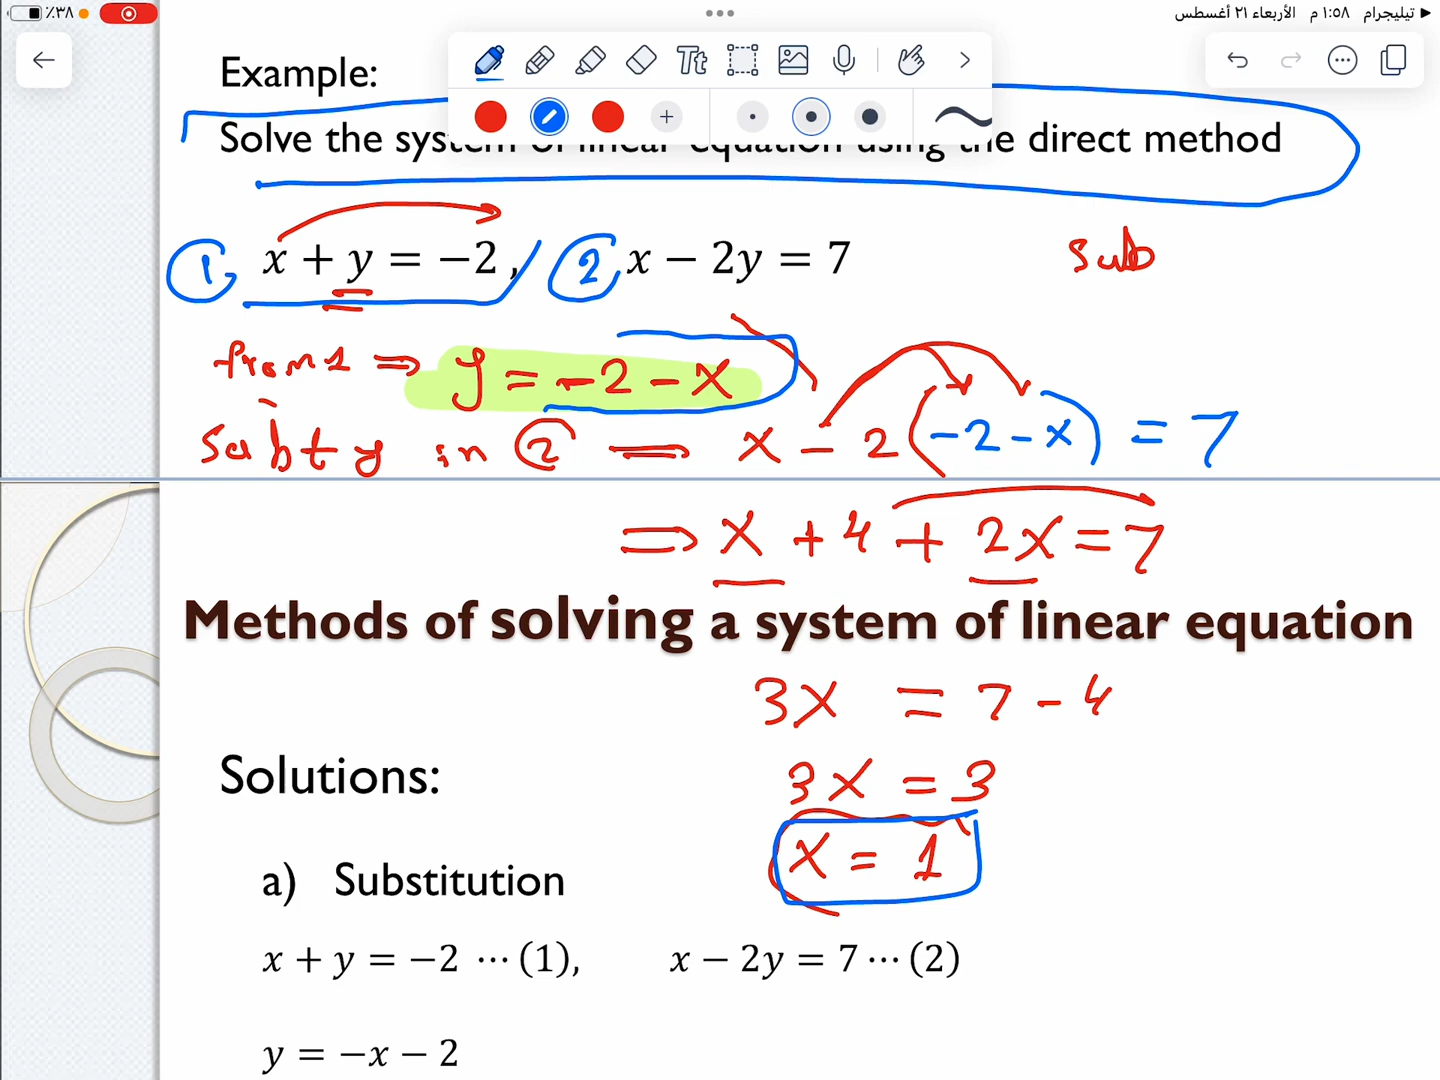 ٪٣٨
◀ تيليجرام ١:٥٨ م الأربعاء ٢١ أغسطس
Tt
Example:
Solve the system of linear equation using the direct method
1 x + y = −2, 2 x − 2y = 7
sub
from 1 ⇒ y = -2 - x
subt y in 2 ⇒ x - 2(-2-x) = 7
⇒ x + 4 + 2x = 7
Methods of solving a system of linear equation
3x = 7 - 4
3x = 3
Solutions:
x = 1
a) Substitution
x + y = −2 ⋯ (1), x − 2y = 7 ⋯ (2)
y = −x − 2